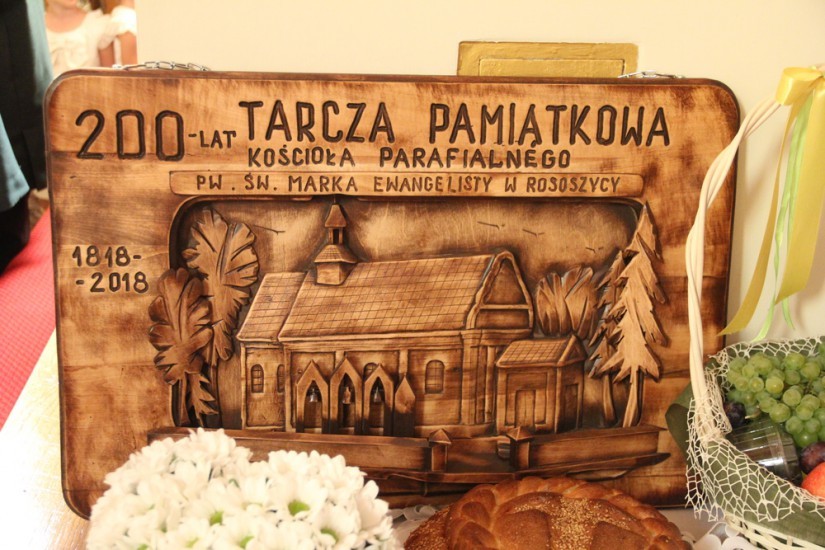 200-LAT TARCZA PAMIĄTKOWA
KOŚCIOŁA PARAFIALNEGO
PW. ŚW. MARKA EWANGELISTY W ROSOSZYCY
1818-
-2018